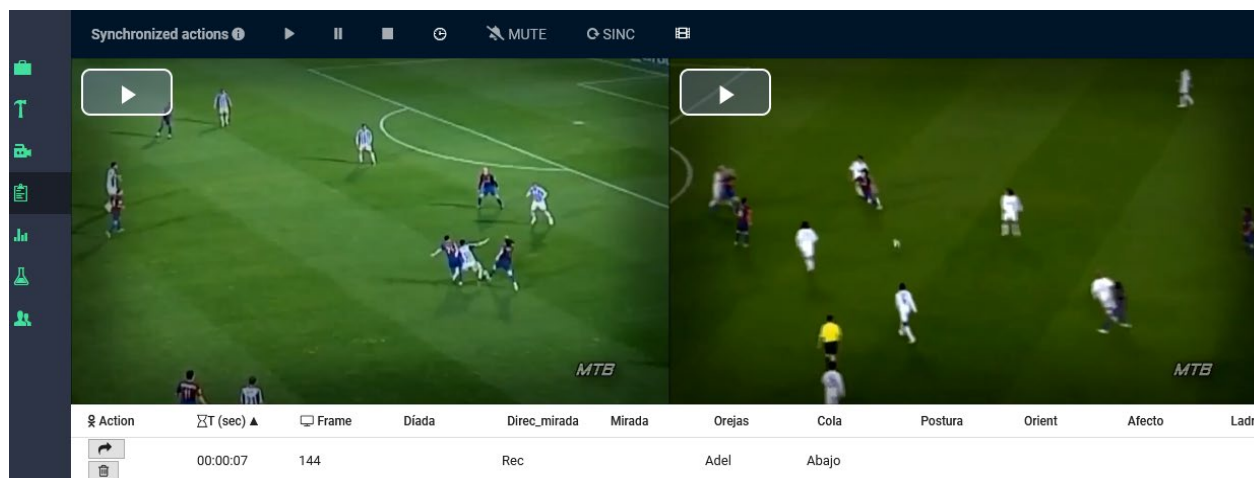 Synchronized actions MUTE SINC
MTB MTB
Action T (sec) ▲ Frame Díada Direc_mirada Mirada Orejas Cola Postura Orient Afecto Ladr
00:00:07 144 Rec Adel Abajo